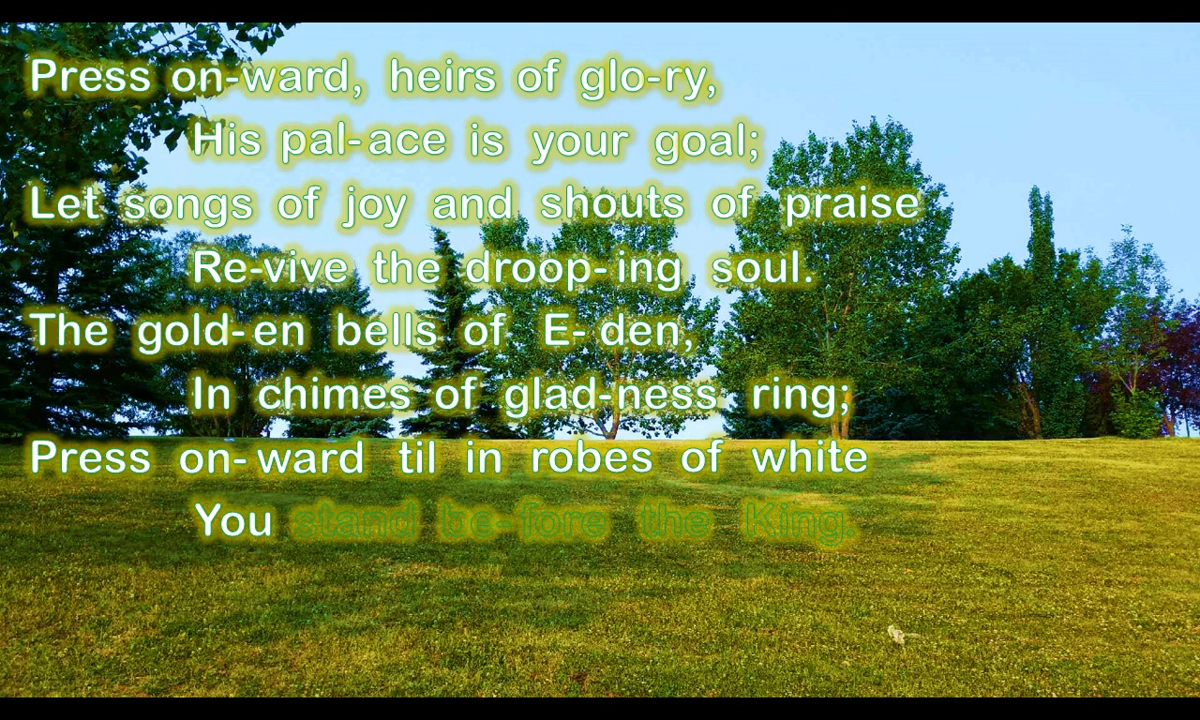 Press on-ward, heirs of glo-ry,
His pal-ace is your goal;
Let songs of joy and shouts of praise
Re-vive the droop-ing soul.
The gold-en bells of E-den,
In chimes of glad-ness ring;
Press on-ward til in robes of white
You stand be-fore the King.